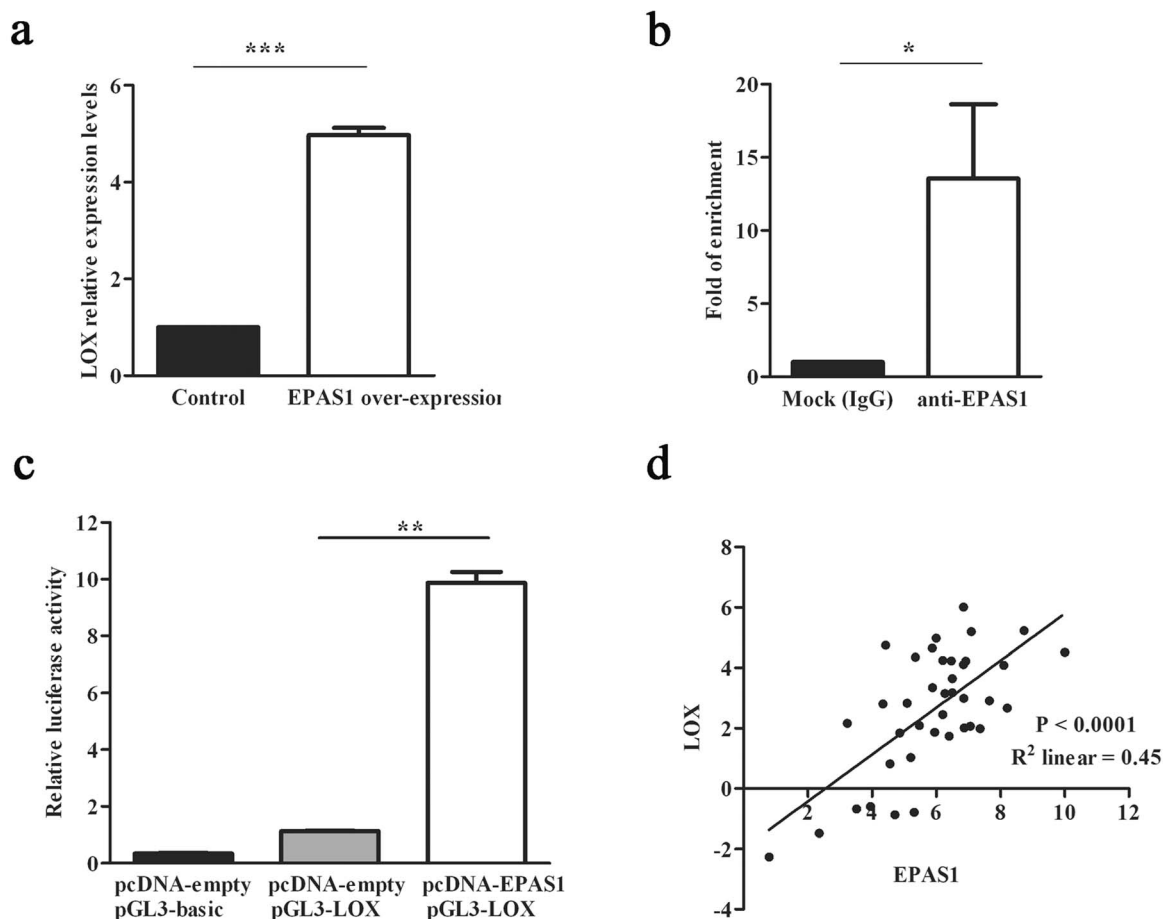 a
***
LOX relative expression levels
6
4
2
0
Control EPAS1 over-expression
b
*
Fold of enrichment
20
15
10
5
0
Mock (IgG) anti-EPAS1
c
**
Relative luciferase activity
12
10
8
6
4
2
0
pcDNA-empty pcDNA-empty pcDNA-EPAS1
pGL3-basic pGL3-LOX pGL3-LOX
d
LOX
8
6
4
2
0
-2
-4
2 4 6 8 10 12
P < 0.0001
R² linear = 0.45
EPAS1